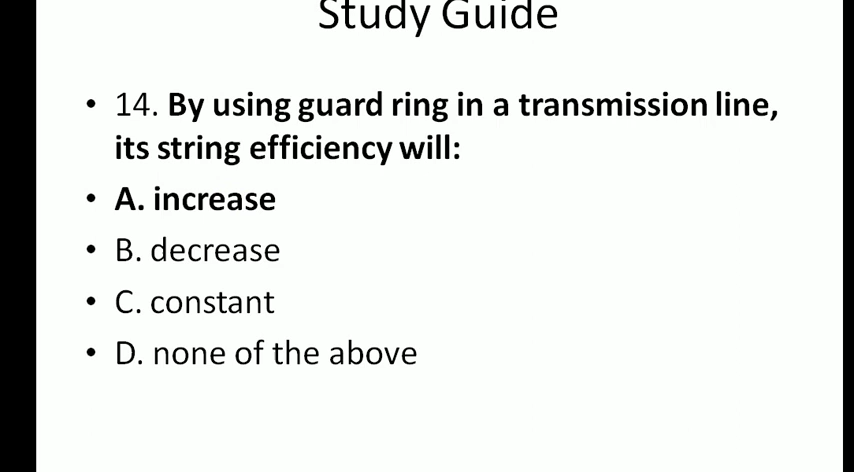 Study Guide
• 14. By using guard ring in a transmission line,
its string efficiency will:
• A. increase
• B. decrease
• C. constant
• D. none of the above